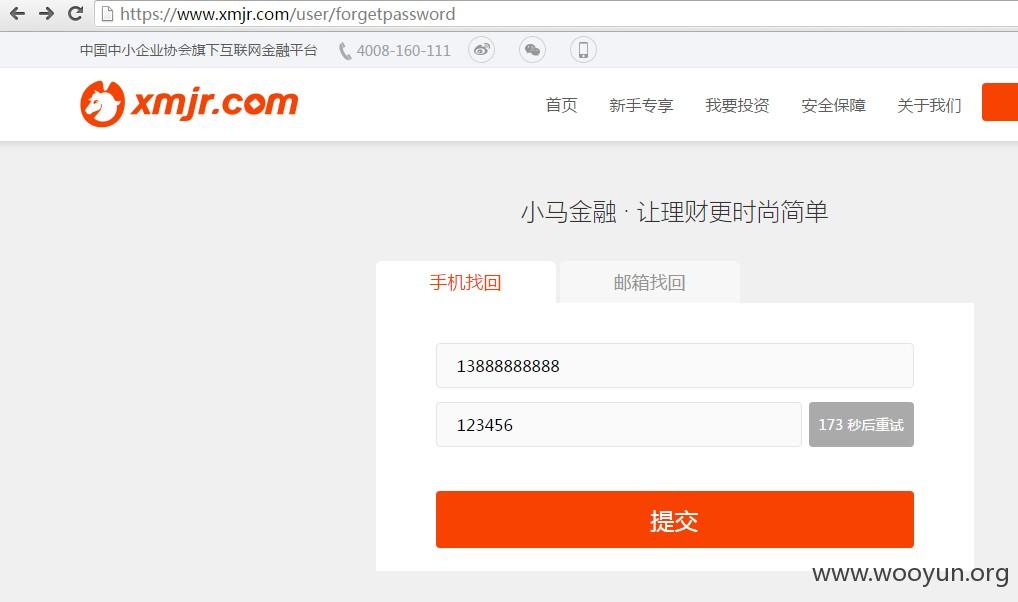 https://www.xmjr.com/user/forgetpassword
中国中小企业协会旗下互联网金融平台 4008-160-111
xmjr.com 首页 新手专享 我要投资 安全保障 关于我们
小马金融 · 让理财更时尚简单
手机找回 邮箱找回
13888888888
123456 173 秒后重试
提交
www.wooyun.org